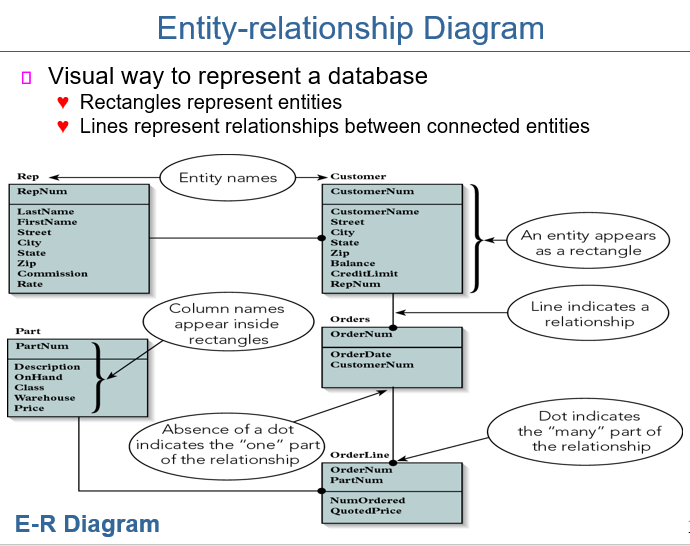 Entity-relationship Diagram
Visual way to represent a database
Rectangles represent entities
Lines represent relationships between connected entities
Rep
Entity names
Customer
RepNum
LastName
FirstName
Street
City
State
Zip
Commission
Rate
CustomerNum
CustomerName
Street
City
State
Zip
Balance
CreditLimit
RepNum
An entity appears
as a rectangle
Column names
appear inside
rectangles
Line indicates a
relationship
Part
PartNum
Description
OnHand
Class
Warehouse
Price
Orders
OrderNum
OrderDate
CustomerNum
Absence of a dot
indicates the “one” part
of the relationship
Dot indicates
the “many” part of
the relationship
OrderLine
OrderNum
PartNum
NumOrdered
QuotedPrice
E-R Diagram